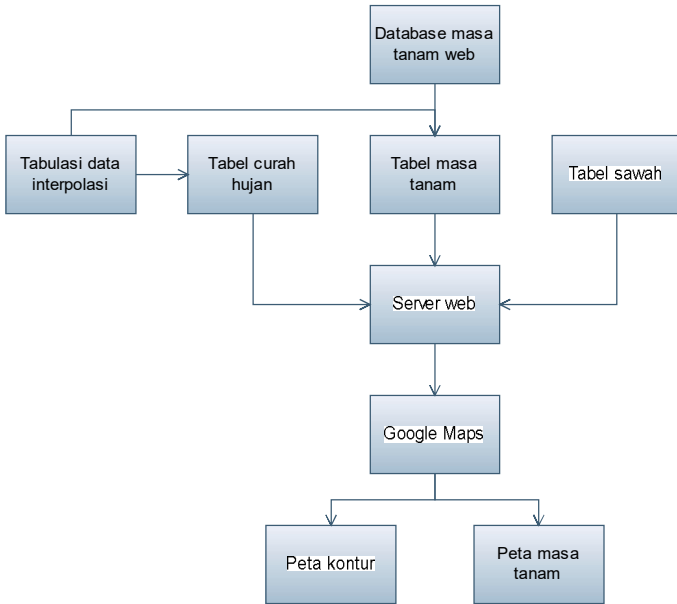 Database masa
tanam web
Tabulasi data
interpolasi
Tabel curah
hujan
Tabel masa
tanam
Tabel sawah
Server web
Google Maps
Peta kontur
Peta masa
tanam